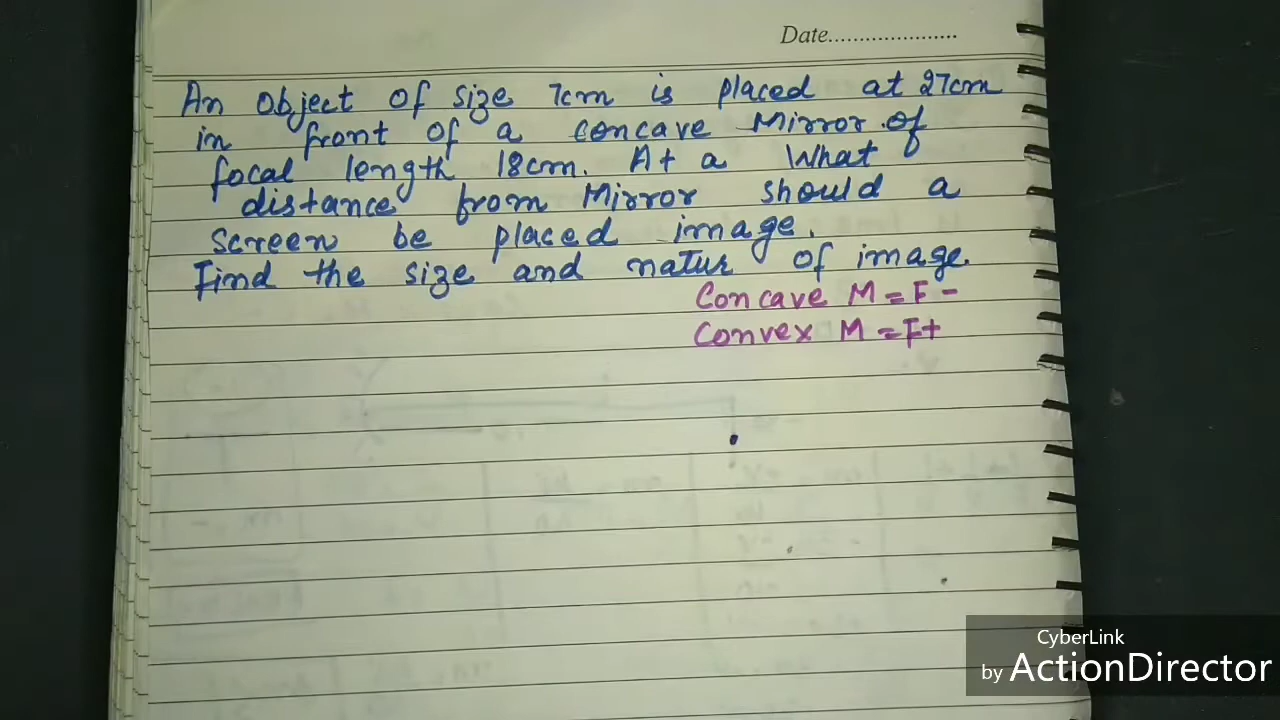 Date.....................
An object of size 7cm is placed at 27cm
in front of a concave Mirror of
focal length 18cm. At a What
distance from Mirror should a
screen be placed image.
Find the size and natur of image.
Concave M = F -
Convex M = F+
CyberLink
by ActionDirector